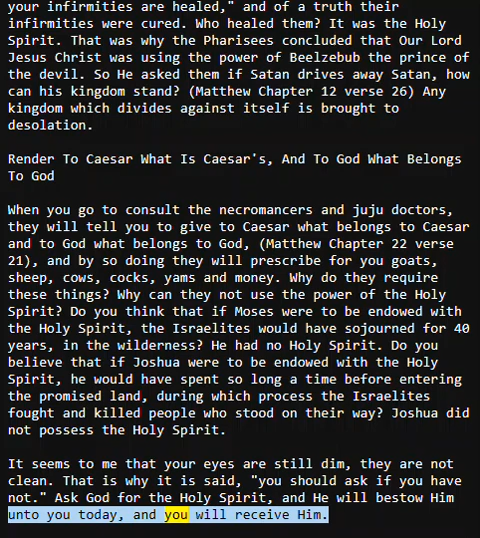 your infirmities are healed," and of a truth their
infirmities were cured. Who healed them? It was the Holy
Spirit. That was why the Pharisees concluded that Our Lord
Jesus Christ was using the power of Beelzebub the prince of
the devil. So He asked them if Satan drives away Satan, how
can his kingdom stand? (Matthew Chapter 12 verse 26) Any
kingdom which divides against itself is brought to
desolation.
Render To Caesar What Is Caesar's, And To God What Belongs
To God
When you go to consult the necromancers and juju doctors,
they will tell you to give to Caesar what belongs to Caesar
and to God what belongs to God, (Matthew Chapter 22 verse
21), and by so doing they will prescribe for you goats,
sheep, cows, cocks, yams and money. Why do they require
these things? Why can they not use the power of the Holy
Spirit? Do you think that if Moses were to be endowed with
the Holy Spirit, the Israelites would have sojourned for 40
years, in the wilderness? He had no Holy Spirit. Do you
believe that if Joshua were to be endowed with the Holy
Spirit, he would have spent so long a time before entering
the promised land, during which process the Israelites
fought and killed people who stood on their way? Joshua did
not possess the Holy Spirit.
It seems to me that your eyes are still dim, they are not
clean. That is why it is said, "you should ask if you have
not." Ask God for the Holy Spirit, and He will bestow Him
unto you today, and you will receive Him.